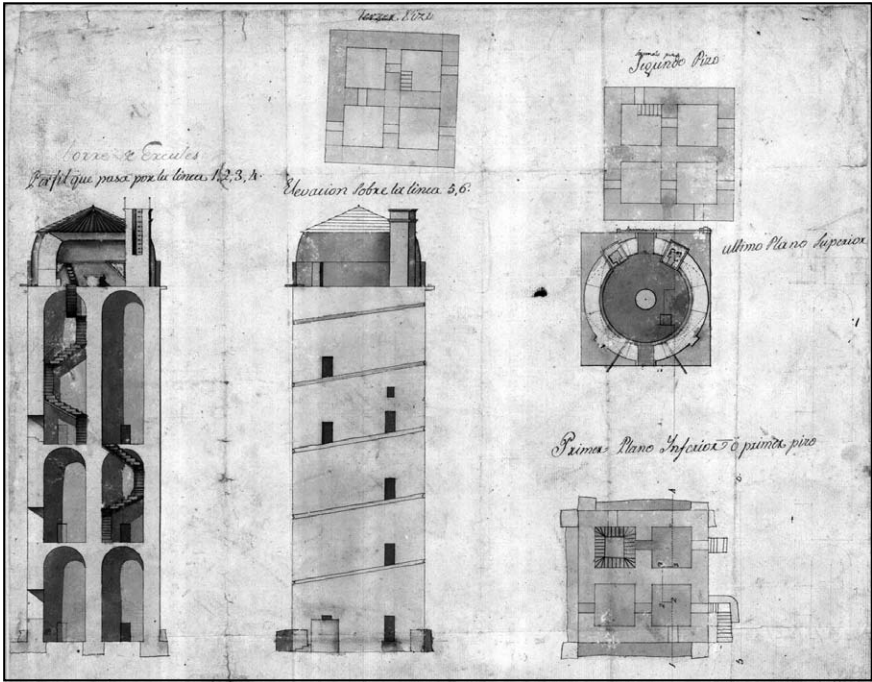 tercer Piso
Segundo Piso
Torre de Ercules
Perfil que pasa por la linea 1,2,3,4.
Elevacion sobre la linea 5,6.
ultimo Plano Superior
Primer Plano Inferior ó primer piso